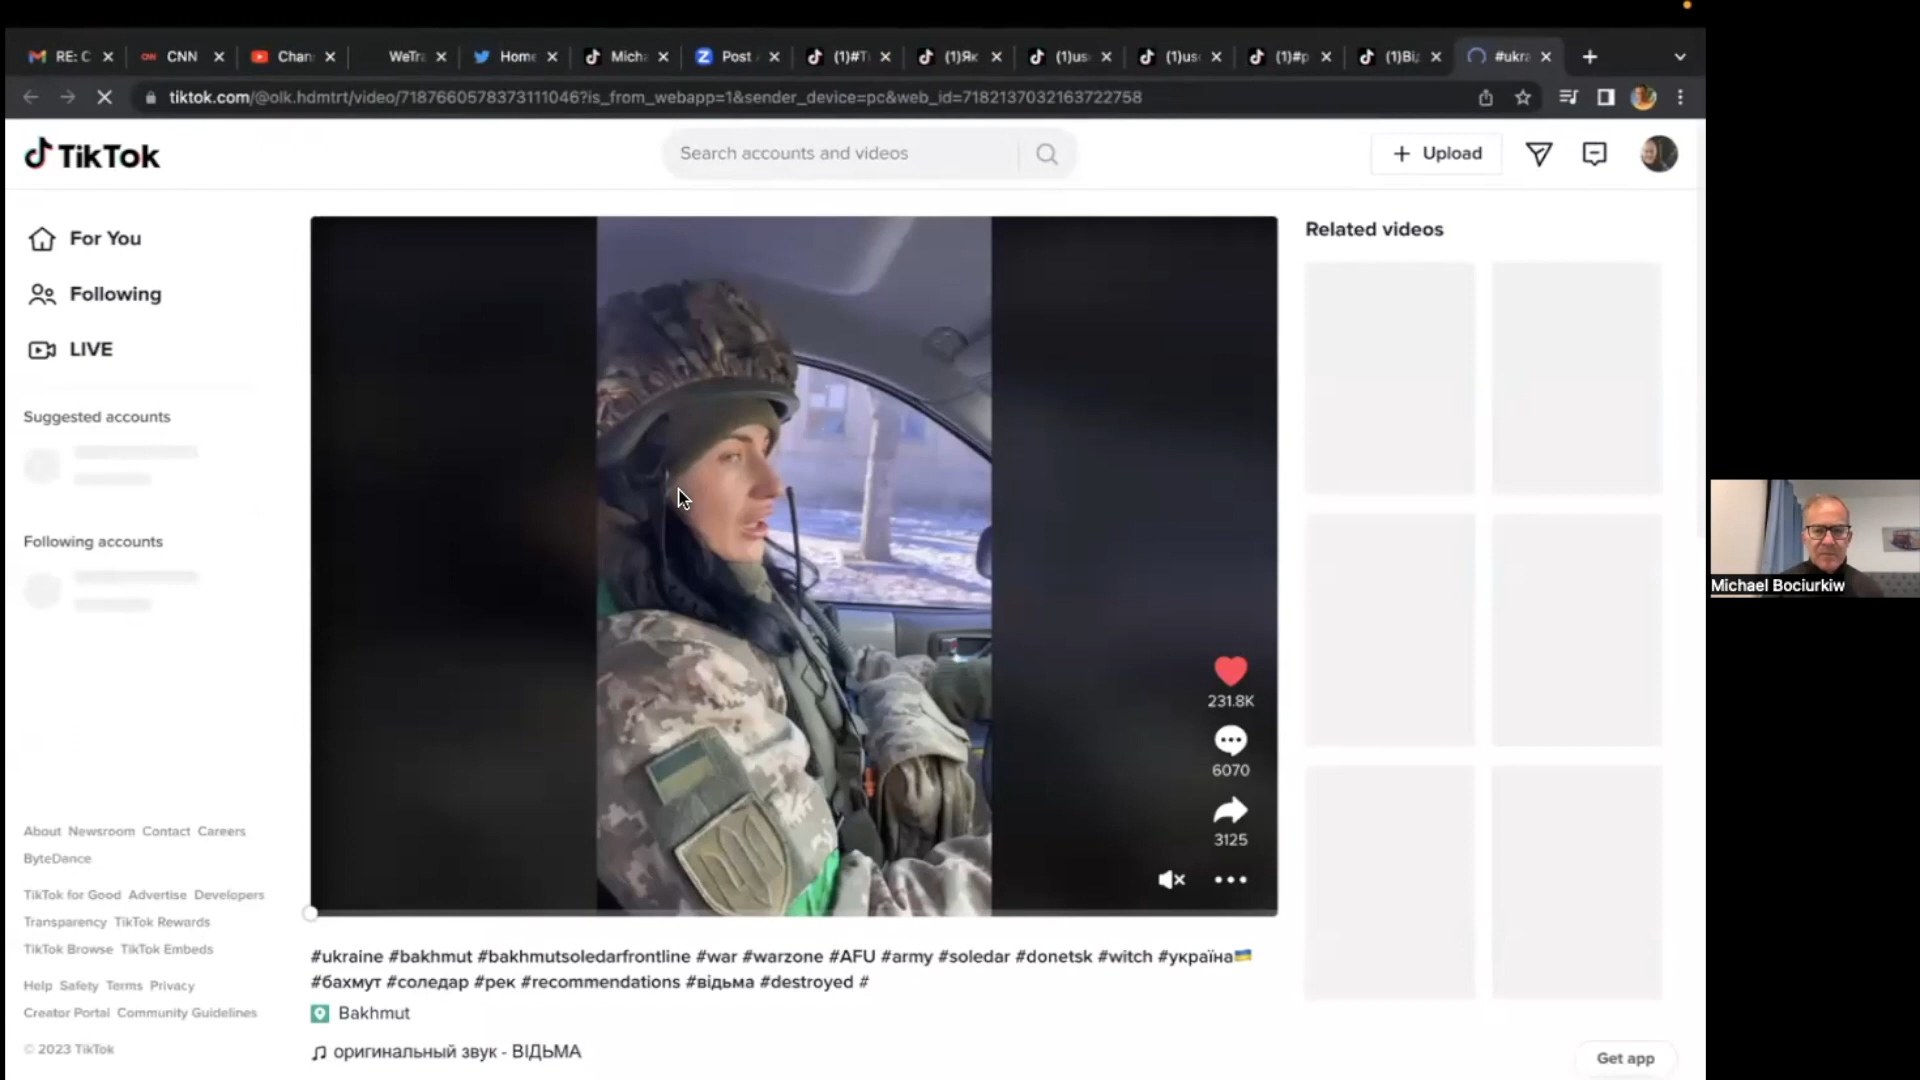 RE: C
CNN
Chan
WeTra
Home
Micha
Post
(1)#Ti
(1)Як
(1)us
(1)us
(1)#p
(1)Від
#ukra
tiktok.com/@olk.hdmtrt/video/7187660578373111046?is_from_webapp=1&sender_device=pc&web_id=7182137032163722758
TikTok
Search accounts and videos
Upload
For You
Following
LIVE
Suggested accounts
Following accounts
About Newsroom Contact Careers
ByteDance
TikTok for Good Advertise Developers
Transparency TikTok Rewards
TikTok Browse TikTok Embeds
Help Safety Terms Privacy
Creator Portal Community Guidelines
© 2023 TikTok
231.8K
6070
3125
#ukraine #bakhmut #bakhmutsoledarfrontline #war #warzone #AFU #army #soledar #donetsk #witch #україна🇺🇦
#бахмут #соледар #рек #recommendations #відьма #destroyed #
Bakhmut
оригинальный звук - ВІДЬМА
Related videos
Get app
Michael Bociurkiw